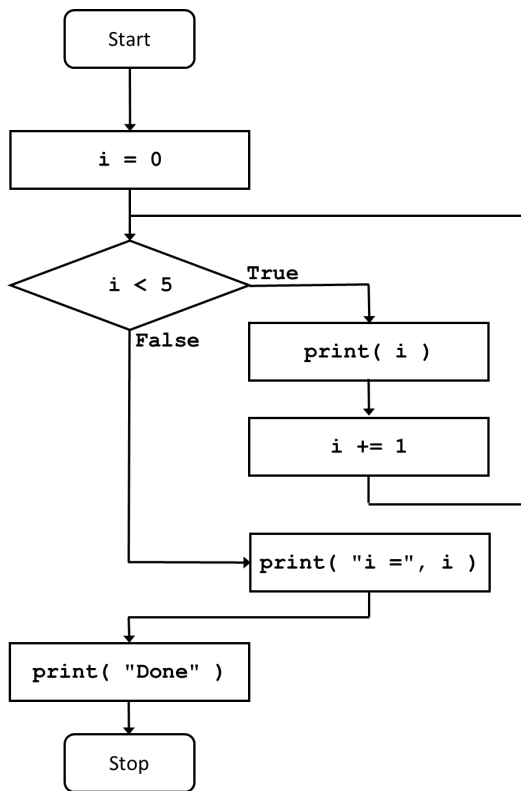 Start
i = 0
i < 5
True
False
print( i )
i += 1
print( "i =", i )
print( "Done" )
Stop